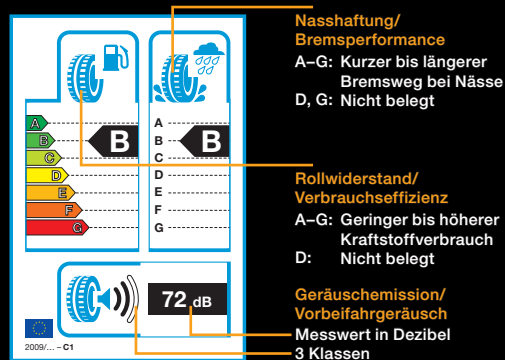 A
B
C
D
E
F
G
B
A
B
C
D
E
F
G
B
72 dB
2009/... – C1
Nasshaftung/
Bremsperformance
A–G: Kurzer bis längerer
Bremsweg bei Nässe
D, G: Nicht belegt
Rollwiderstand/
Verbrauchseffizienz
A–G: Geringer bis höherer
Kraftstoffverbrauch
D: Nicht belegt
Geräuschemission/
Vorbeifahrgeräusch
Messwert in Dezibel
3 Klassen